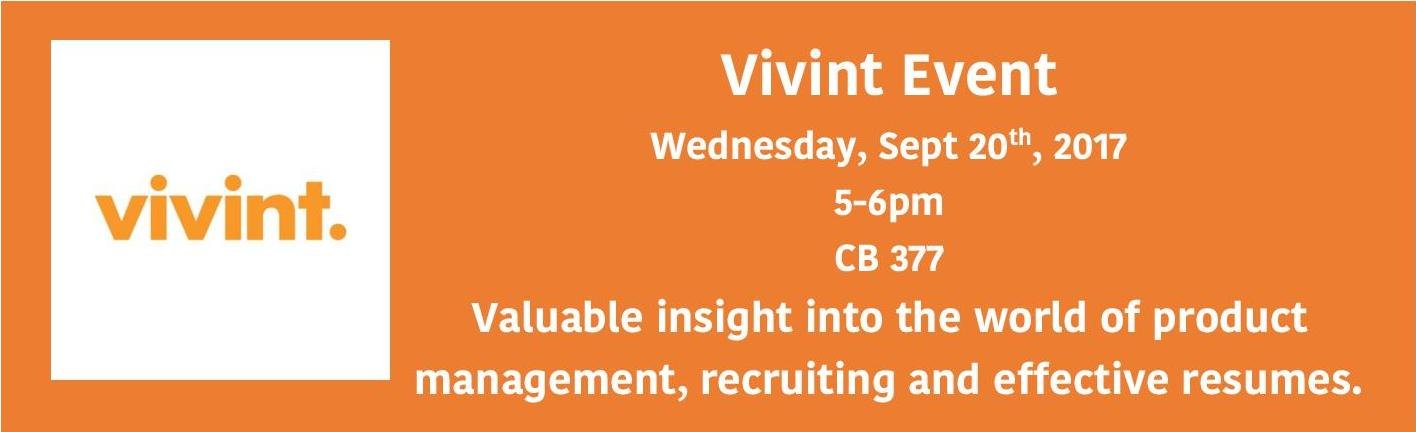 vivint.
Vivint Event
Wednesday, Sept 20th, 2017
5-6pm
CB 377
Valuable insight into the world of product
management, recruiting and effective resumes.